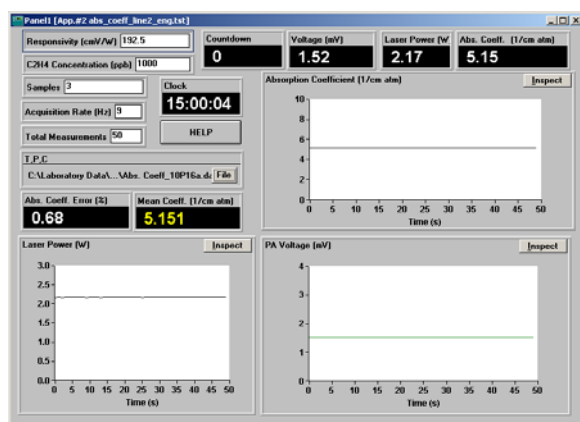 Panel1 [App.#2 abs_coeff_line2_eng.txt]
Responsivity (cmV/W) 192.5
C2H4 Concentration (ppb) 1000
Countdown
0
Voltage (mV)
1.52
Laser Power (W
2.17
Abs. Coeff. (1/cm atm)
5.15
Samples 3
Acquisition Rate (Hz) 9
Total Measurements 50
Clock
15:00:04
HELP
T,P,C
C:\Laboratory Data\...\Abs. Coeff_10P16a.da File
Abs. Coeff. Error (%)
0.68
Mean Coeff. (1/cm atm)
5.151
Absorption Coefficient (1/cm atm) Inspect
10
8
6
4
2
0
0 5 10 15 20 25 30 35 40 45 50
Time (s)
Laser Power (W) Inspect
3.0
2.5
2.0
1.5
1.0
0.5
0.0
0 5 10 15 20 25 30 35 40 45 50
Time (s)
PA Voltage (mV) Inspect
4
3
2
1
0
0 5 10 15 20 25 30 35 40 45 50
Time (s)